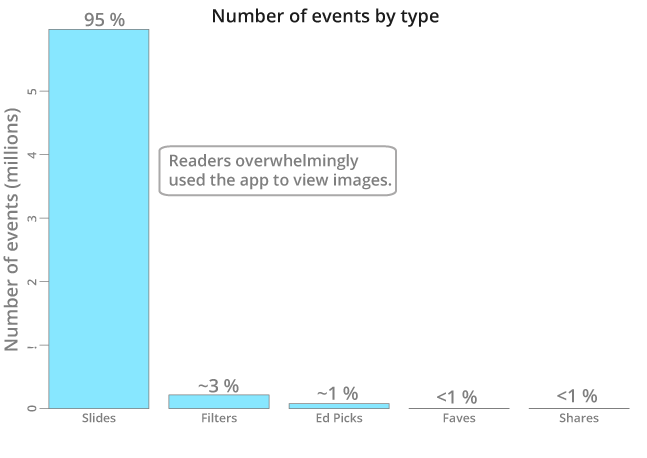 Number of events by type
95 %
Number of events (millions)
5
4
3
2
1
0
Readers overwhelmingly
used the app to view images.
~3 %
~1 %
<1 %
<1 %
Slides
Filters
Ed Picks
Faves
Shares